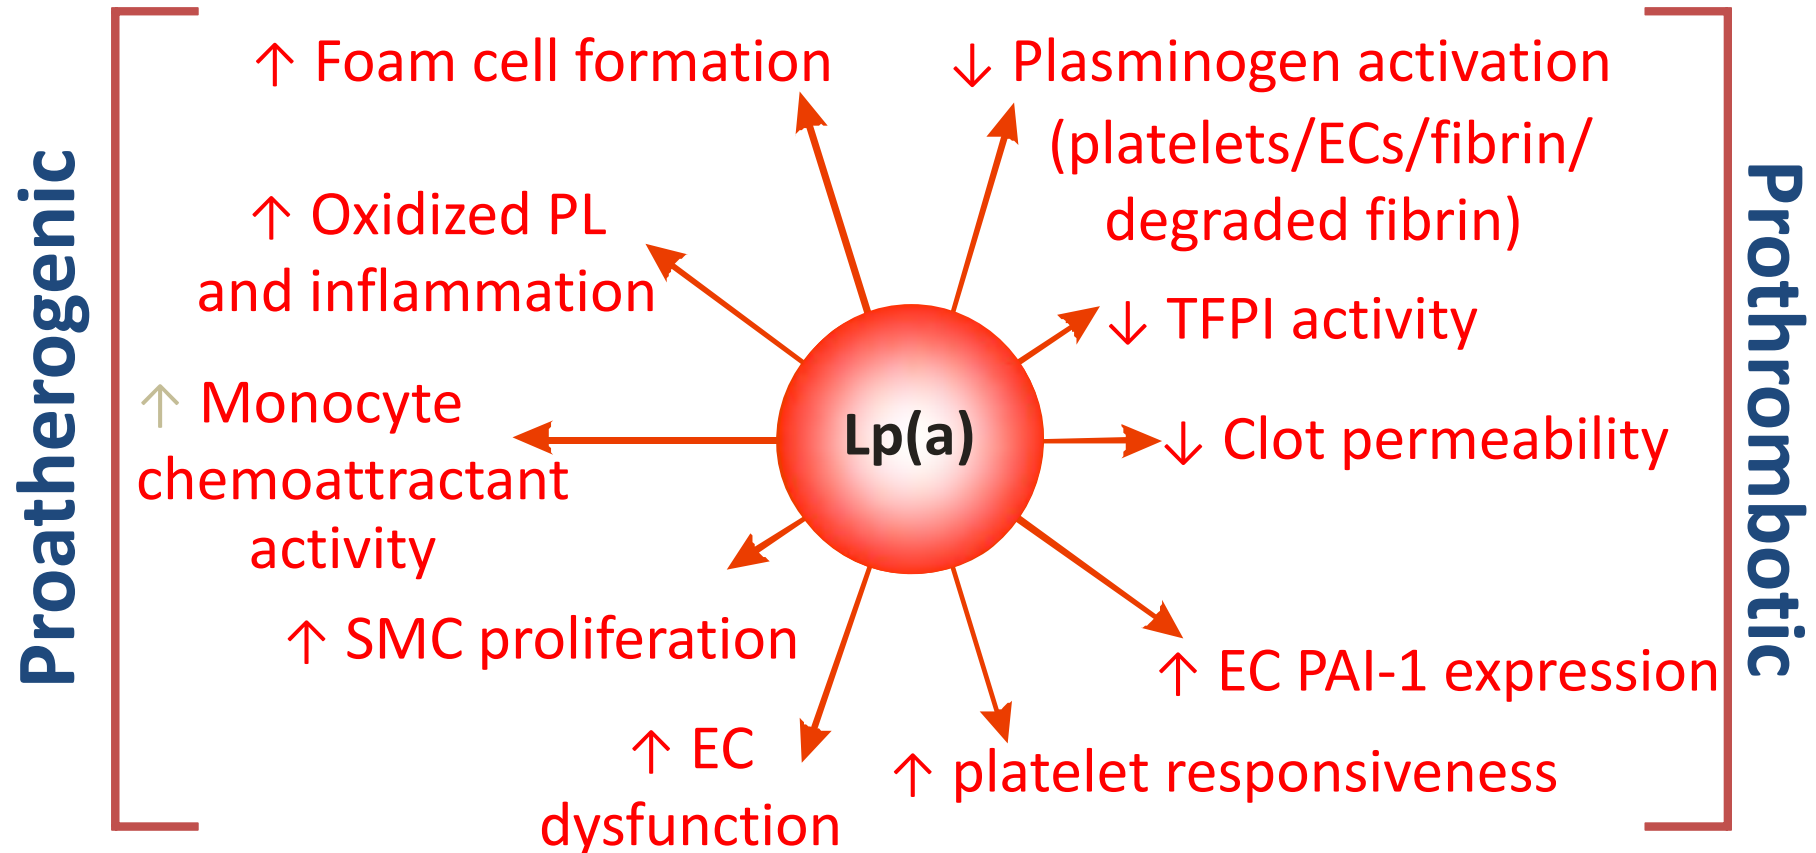 Proatherogenic
↑ Foam cell formation
↑ Oxidized PL
and inflammation
↑ Monocyte
chemoattractant
activity
↑ SMC proliferation
↑ EC
dysfunction
Lp(a)
↓ Plasminogen activation
(platelets/ECs/fibrin/
degraded fibrin)
↓ TFPI activity
↓ Clot permeability
↑ EC PAI-1 expression
↑ platelet responsiveness
Prothrombotic